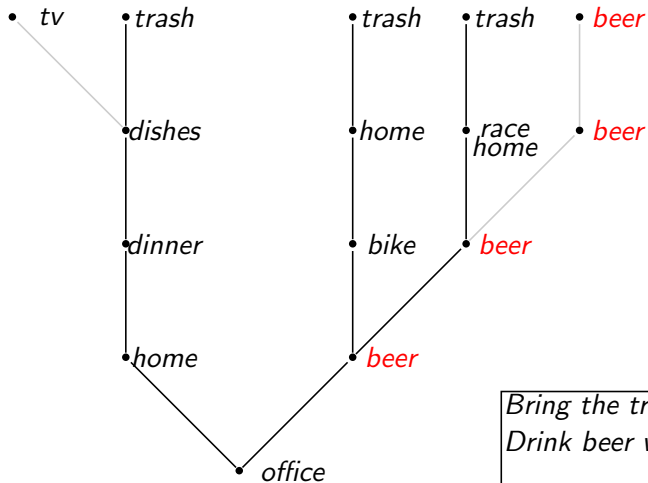 tv trash trash trash beer
dishes home race beer
home
dinner bike beer
home beer
Bring the
Drink beer
office